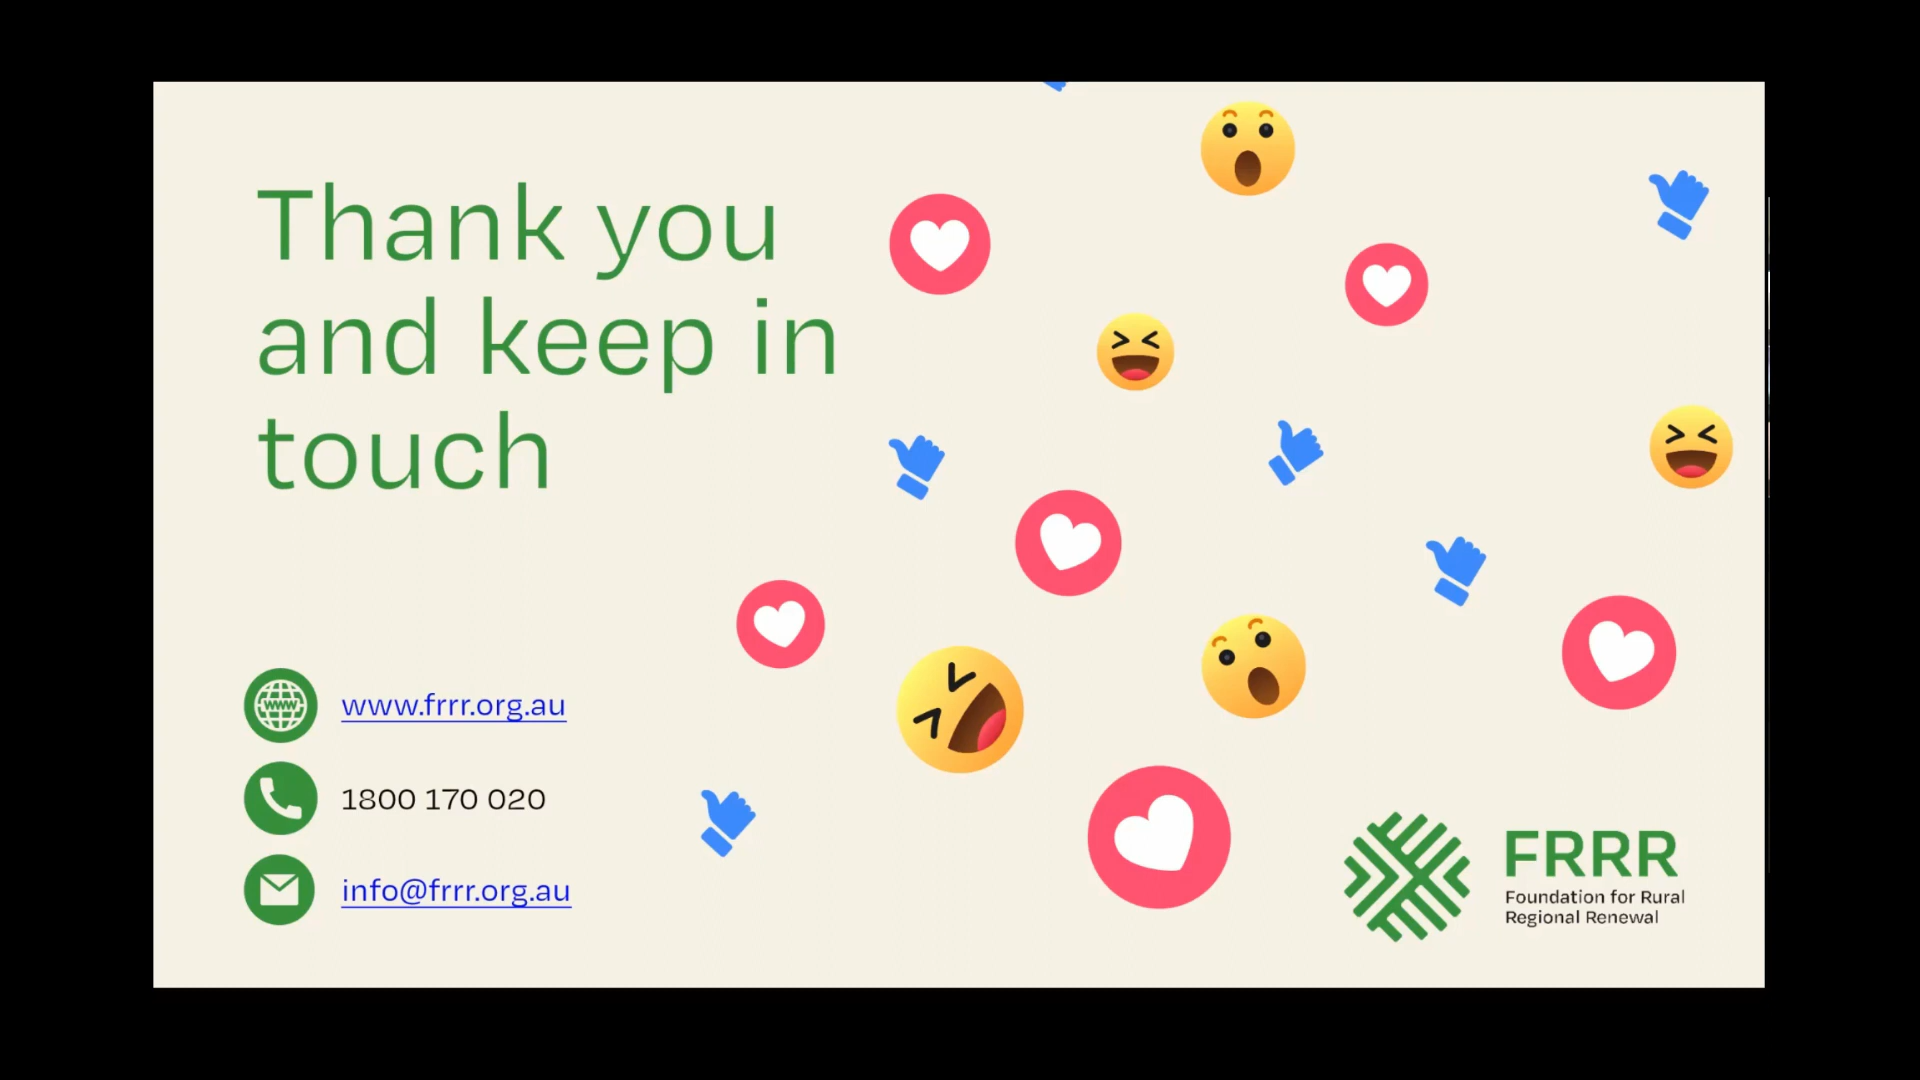 Thank you
and keep in
touch
www
www.frrr.org.au
1800 170 020
info@frrr.org.au
FRRR
Foundation for Rural
Regional Renewal